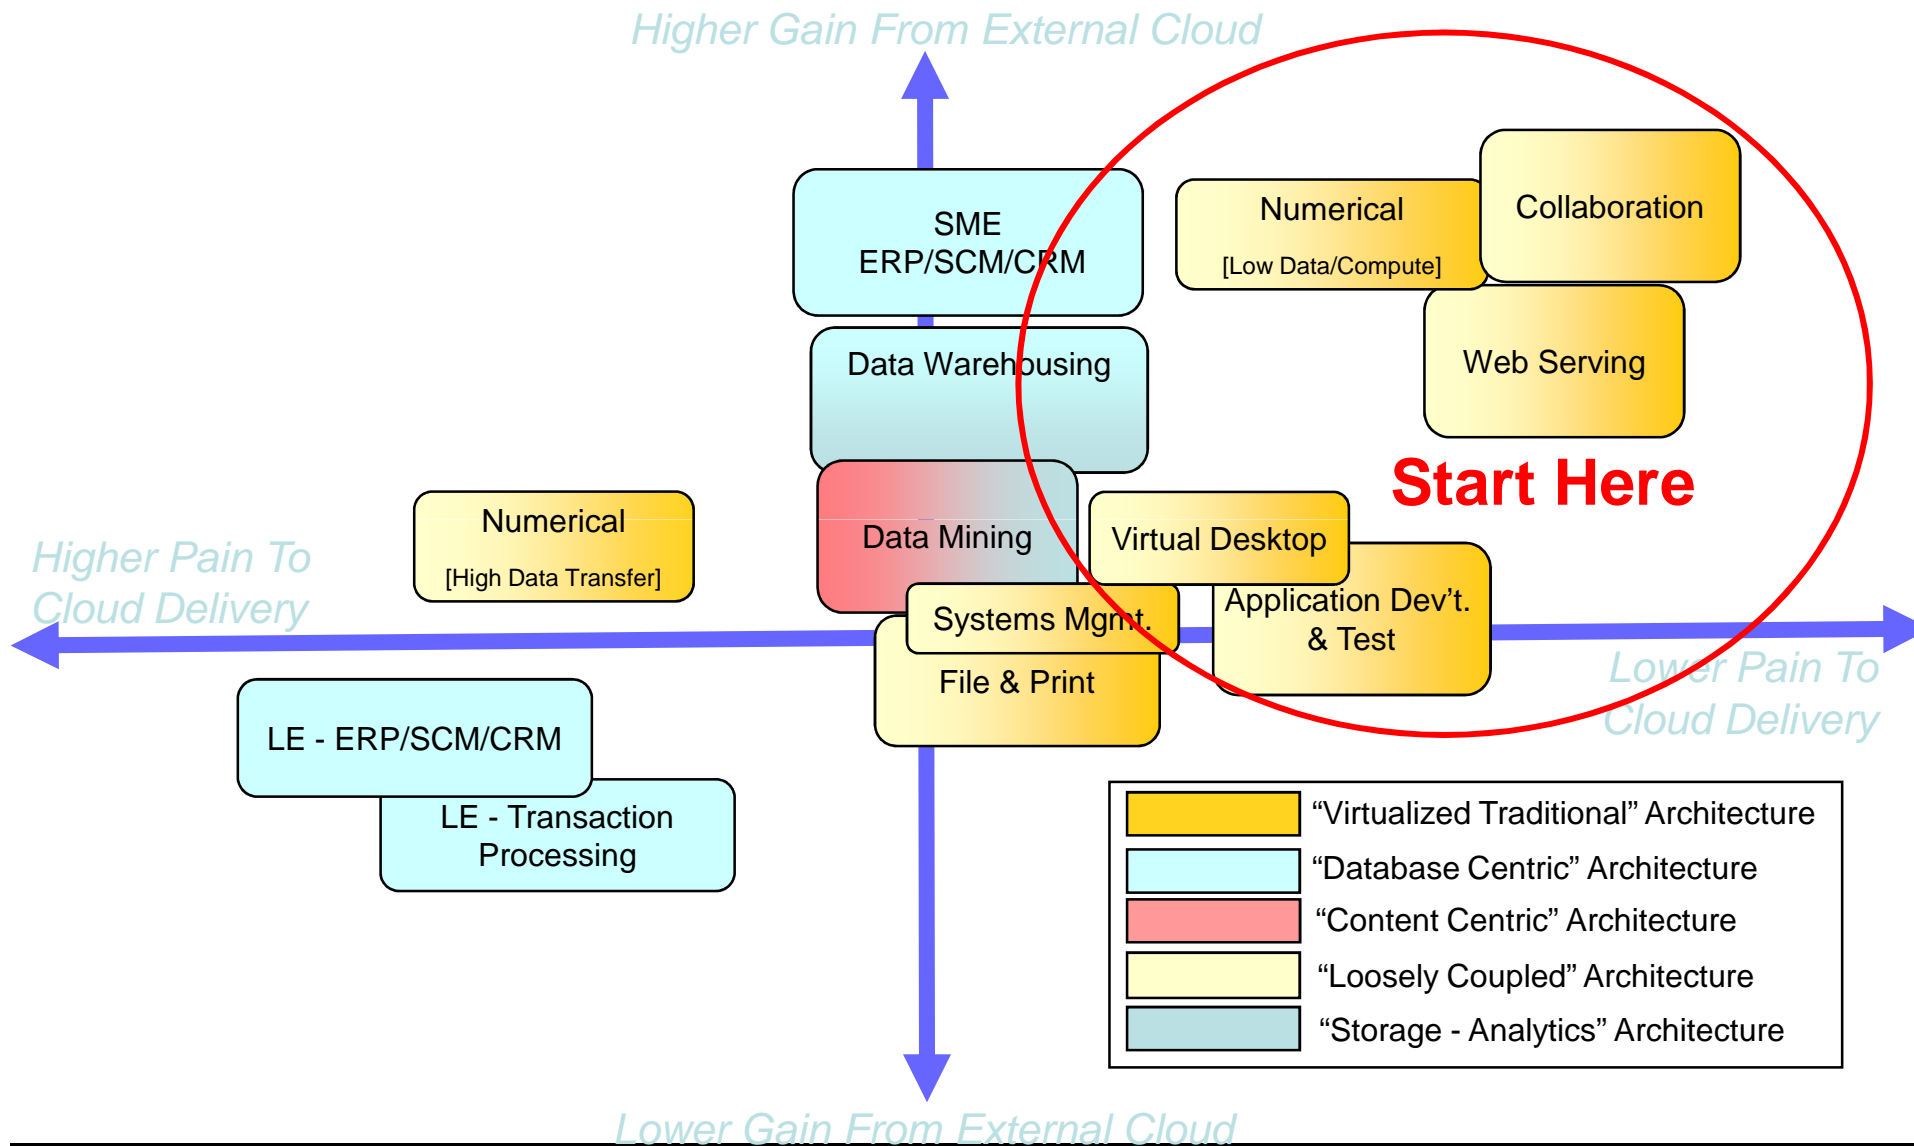 Higher Gain From External Cloud
SME
ERP/SCM/CRM
Numerical
[Low Data/Compute]
Collaboration
Data Warehousing
Web Serving
Start Here
Numerical
[High Data Transfer]
Data Mining
Virtual Desktop
Higher Pain To
Cloud Delivery
Systems Mgmt.
Application Dev’t.
& Test
File & Print
Lower Pain To
Cloud Delivery
LE - ERP/SCM/CRM
LE - Transaction
Processing
“Virtualized Traditional” Architecture
“Database Centric” Architecture
“Content Centric” Architecture
“Loosely Coupled” Architecture
“Storage - Analytics” Architecture
Lower Gain From External Cloud